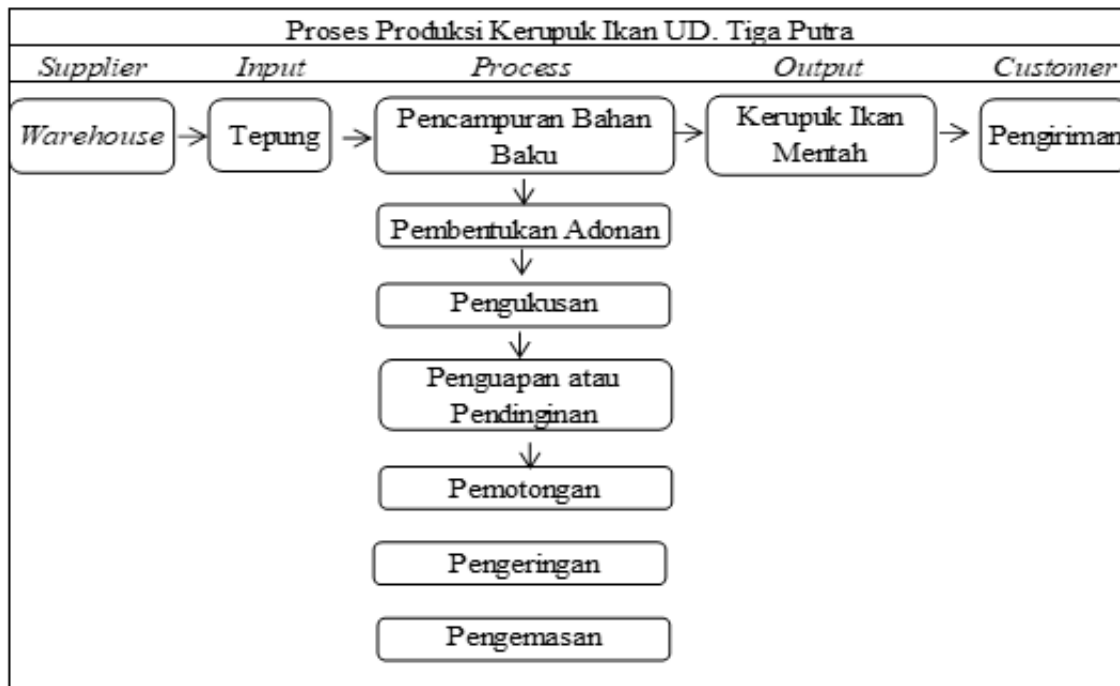 Proses Produksi Kerupuk Ikan UD. Tiga Putra
Supplier Input Process Output Customer
Warehouse Tepung Pencampuran Bahan Baku Kerupuk Ikan Mentah Pengiriman
Pembentukan Adonan
Pengukusan
Penguapan atau
Pendinginan
Pemotongan
Pengeringan
Pengemasan